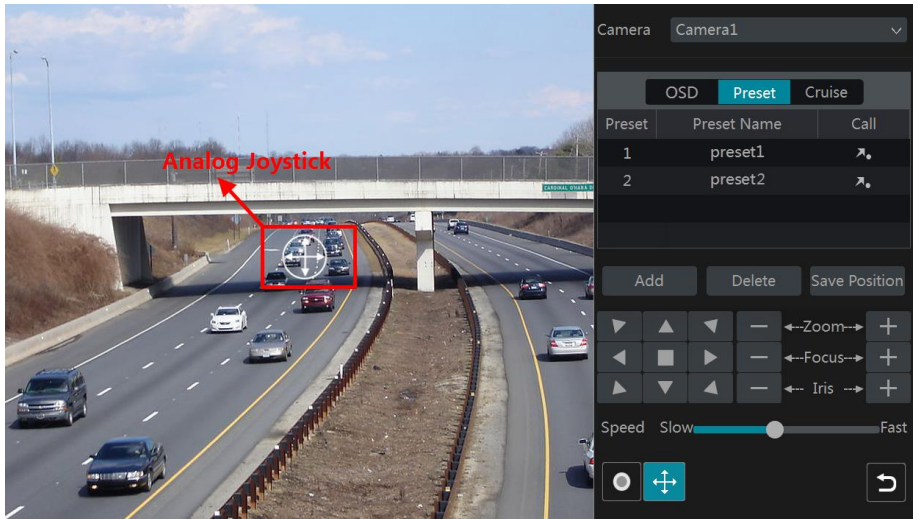 Analog Joystick
CARDINAL O'HARA
Camera Camera1
OSD Preset Cruise
Preset Preset Name Call
1 preset1
2 preset2
Add Delete Save Position
Zoom
Focus
Iris
Speed Slow Fast